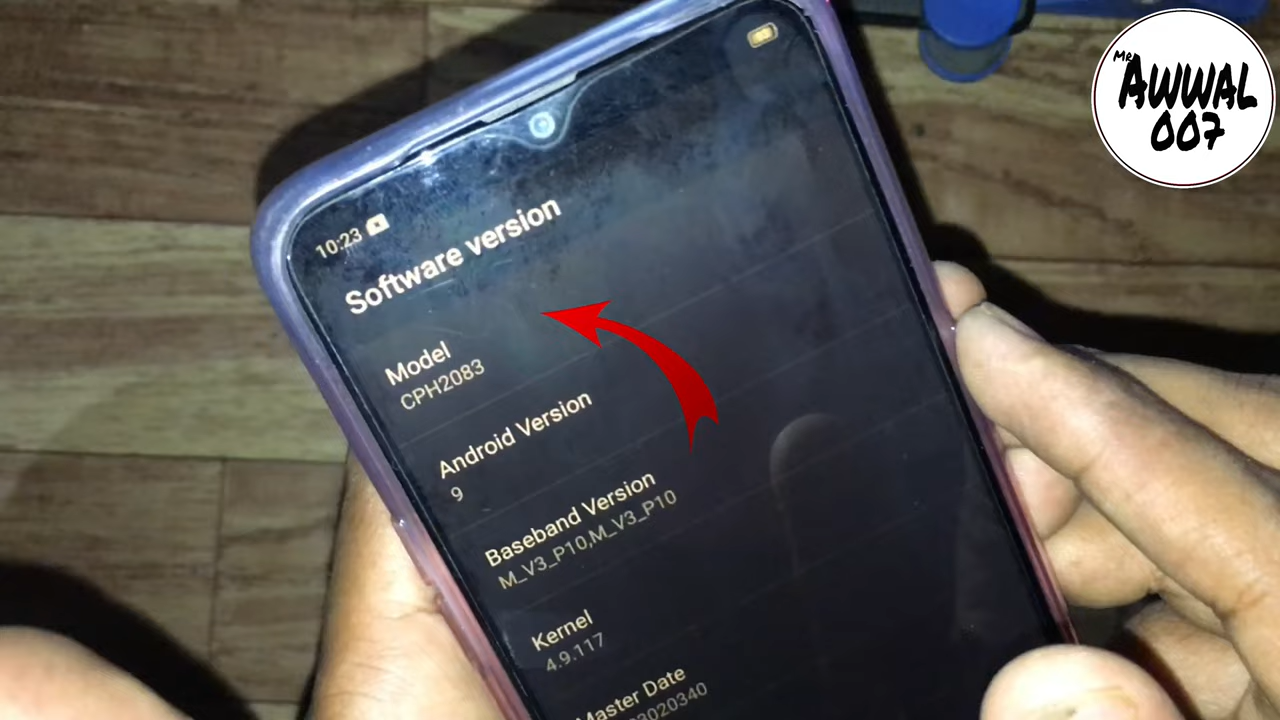 MR
AWWAL
007
10:23
Software version
Model
CPH2083
Android Version
9
Baseband Version
M_V3_P10,M_V3_P10
Kernel
4.9.117
Master Date